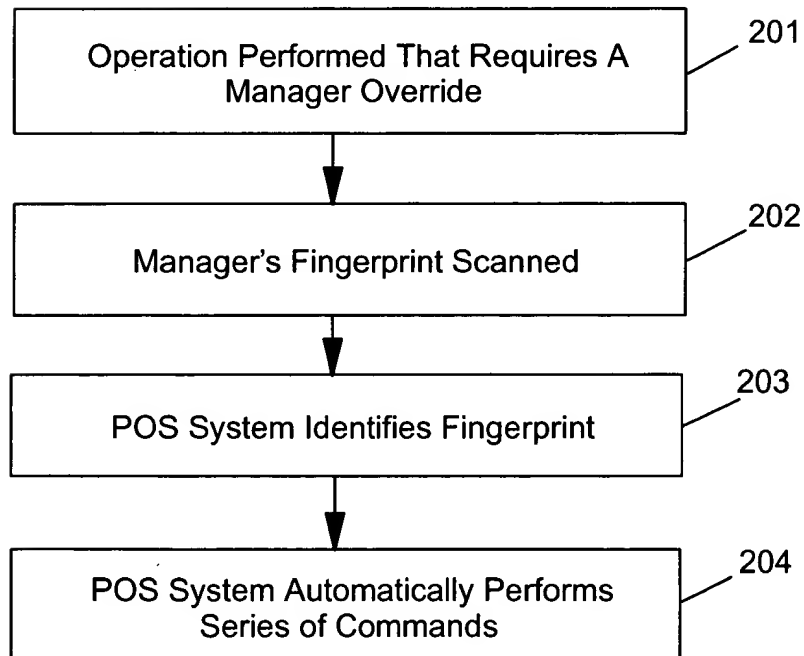 Operation Performed That Requires A
Manager Override
201
Manager's Fingerprint Scanned
202
POS System Identifies Fingerprint
203
POS System Automatically Performs
Series of Commands
204